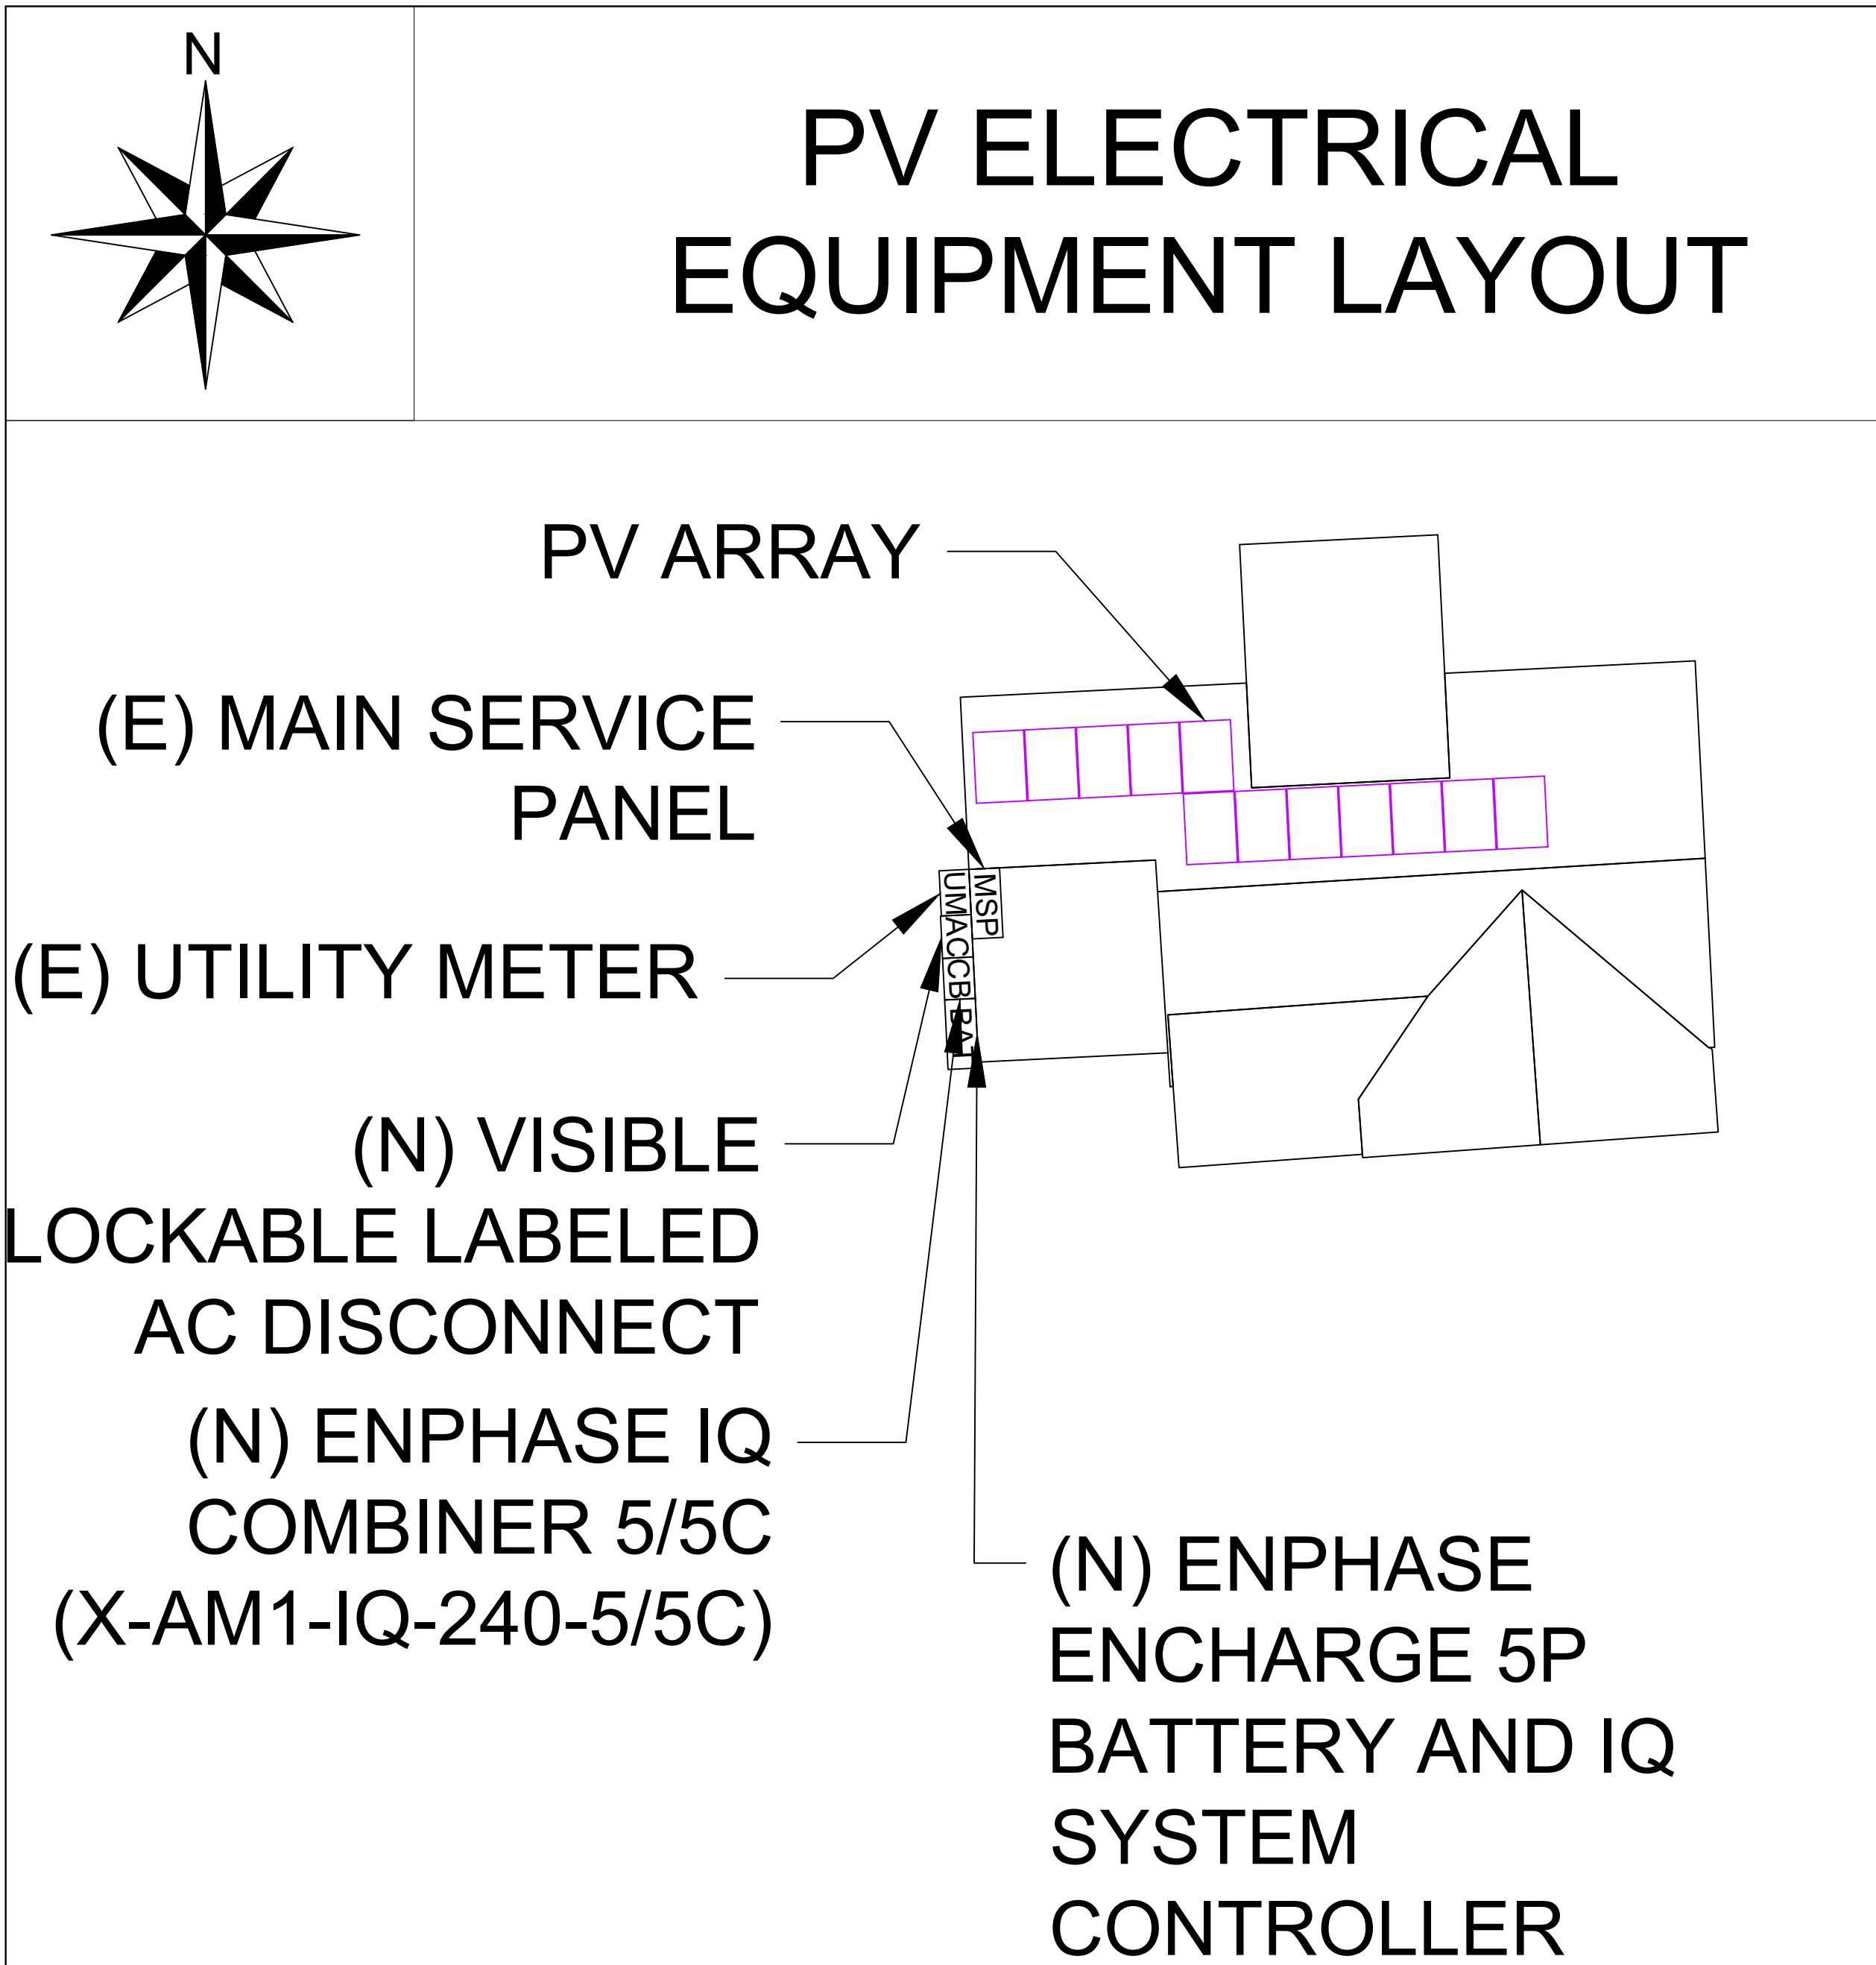 N
PV ELECTRICAL
EQUIPMENT LAYOUT
PV ARRAY
(E) MAIN SERVICE
PANEL
(E) UTILITY METER
MSP
UM
AC
CB
BAT
(N) VISIBLE
LOCKABLE LABELED
AC DISCONNECT
(N) ENPHASE IQ
COMBINER 5/5C
(X-AM1-IQ-240-5/5C)
(N) ENPHASE
ENCHARGE 5P
BATTERY AND IQ
SYSTEM
CONTROLLER